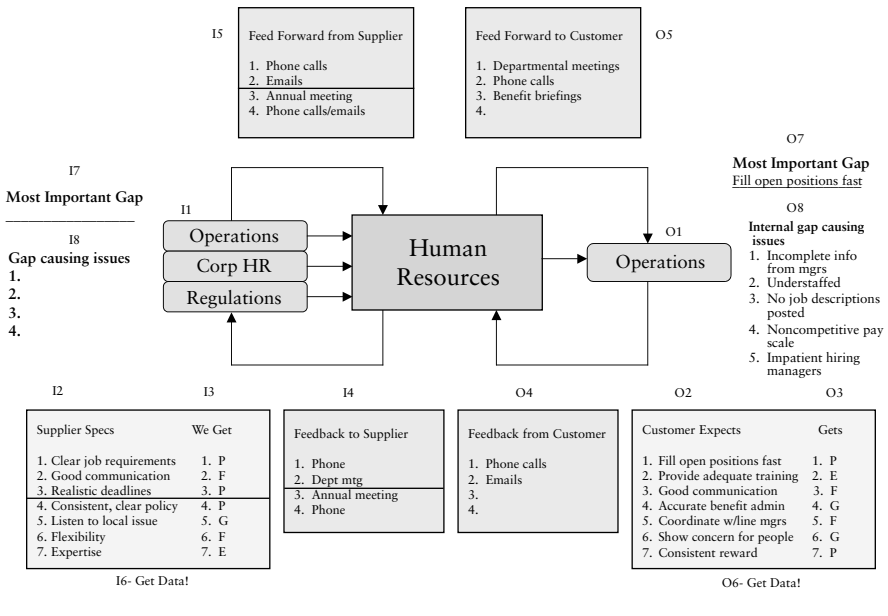 I5
Feed Forward from Supplier
1. Phone calls
2. Emails
3. Annual meeting
4. Phone calls/emails
Feed Forward to Customer
1. Departmental meetings
2. Phone calls
3. Benefit briefings
4.
O5
I7
Most Important Gap
I8
Gap causing issues
1.
2.
3.
4.
I1
Operations
Corp HR
Regulations
Human
Resources
O1
Operations
O7
Most Important Gap
Fill open positions fast
O8
Internal gap causing
issues
1. Incomplete info
from mgrs
2. Understaffed
3. No job descriptions
posted
4. Noncompetitive pay
scale
5. Impatient hiring
managers
I2
I3
Supplier Specs We Get
1. Clear job requirements 1. P
2. Good communication 2. F
3. Realistic deadlines 3. P
4. Consistent, clear policy 4. P
5. Listen to local issue 5. G
6. Flexibility 6. F
7. Expertise 7. E
I6- Get Data!
I4
Feedback to Supplier
1. Phone
2. Dept mtg
3. Annual meeting
4. Phone
O4
Feedback from Customer
1. Phone calls
2. Emails
3.
4.
O2
O3
Customer Expects Gets
1. Fill open positions fast 1. P
2. Provide adequate training 2. E
3. Good communication 3. F
4. Accurate benefit admin 4. G
5. Coordinate w/line mgrs 5. F
6. Show concern for people 6. G
7. Consistent reward 7. P
O6- Get Data!